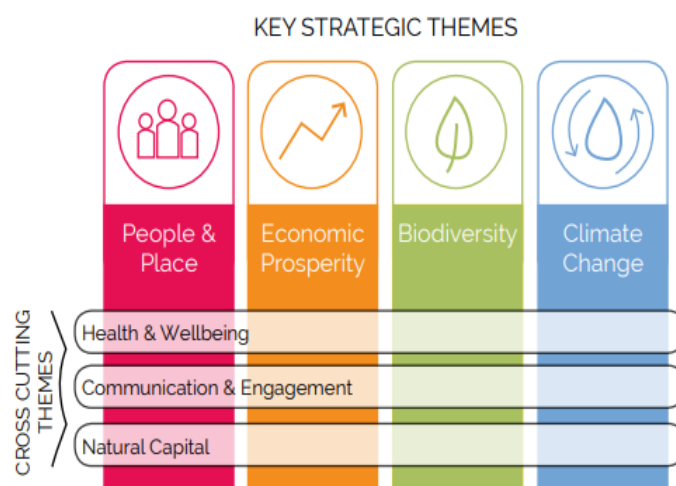 KEY STRATEGIC THEMES
People &
Place
Economic
Prosperity
Biodiversity
Climate
Change
CROSS CUTTING
THEMES
Health & Wellbeing
Communication & Engagement
Natural Capital